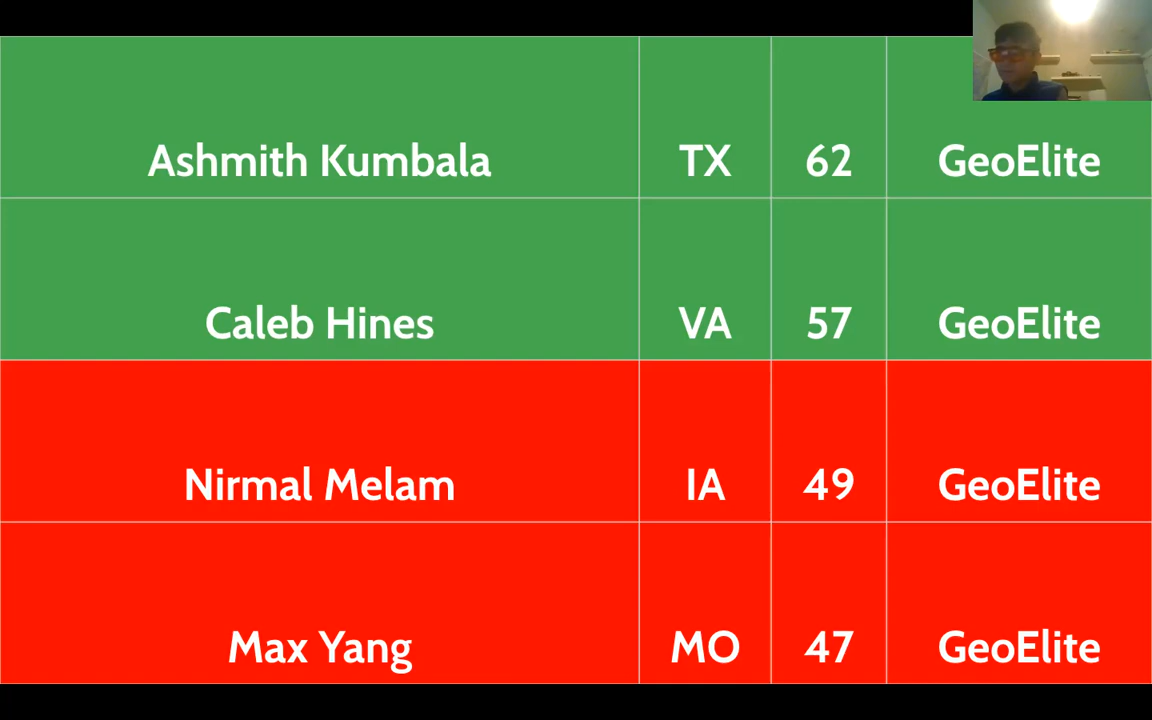 Ashmith Kumbala TX 62 GeoElite
Caleb Hines VA 57 GeoElite
Nirmal Melam IA 49 GeoElite
Max Yang MO 47 GeoElite